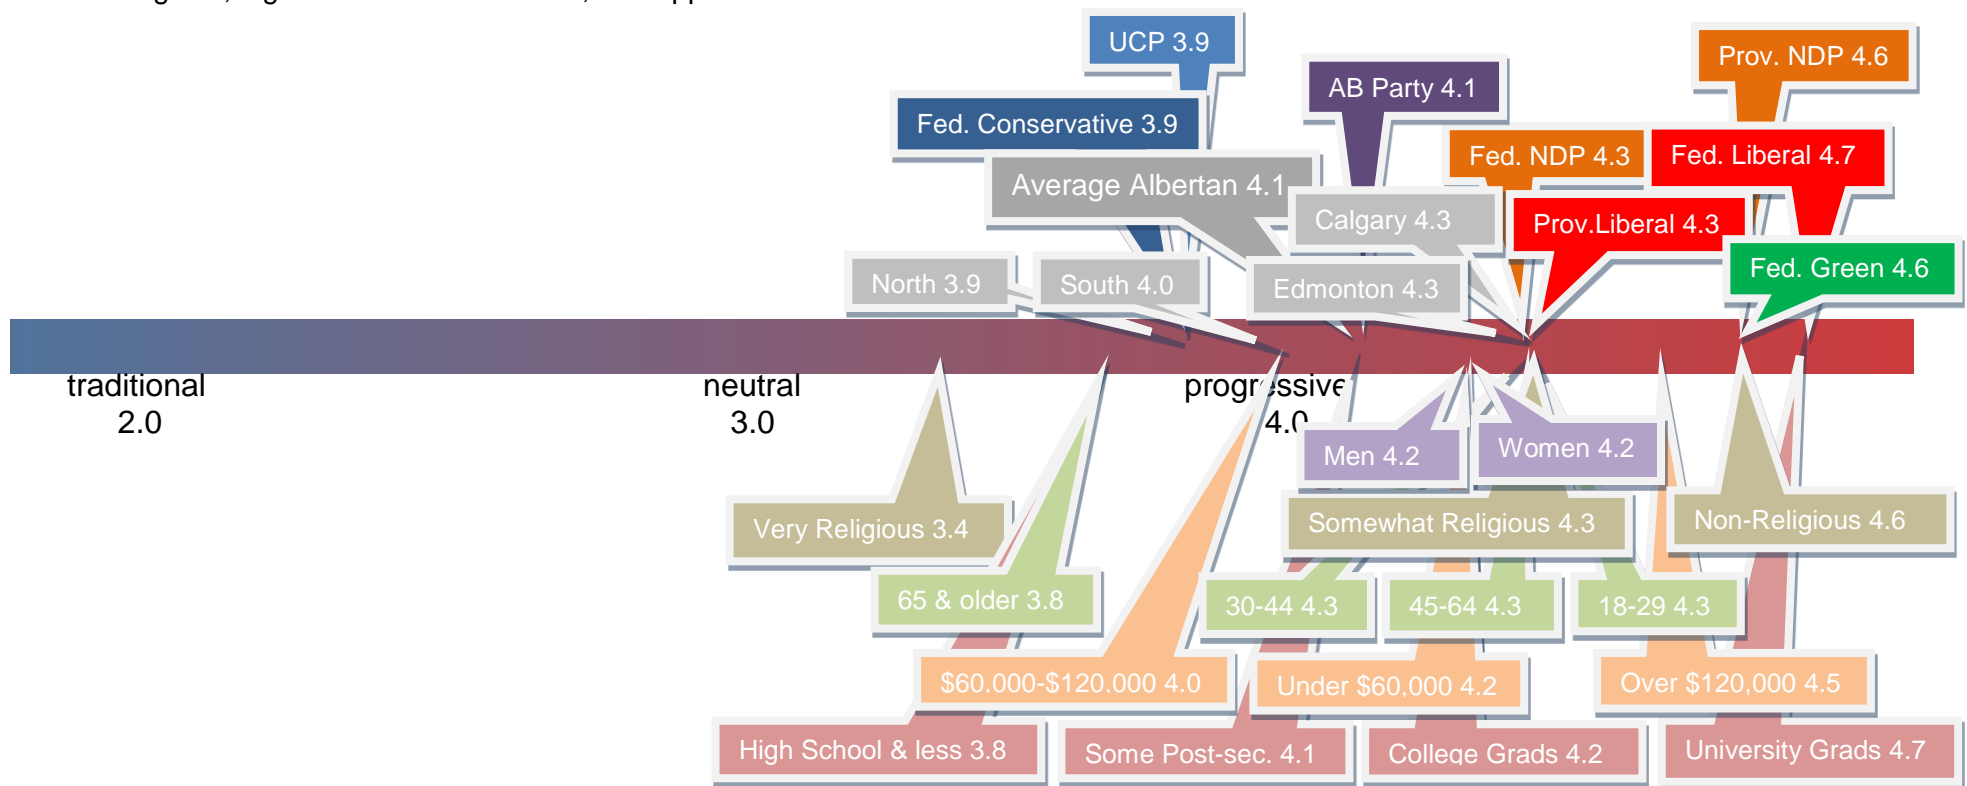 UCP 3.9
Prov. NDP 4.6
AB Party 4.1
Fed. Conservative 3.9
Fed. NDP 4.3
Fed. Liberal 4.7
Average Albertan 4.1
Calgary 4.3
Prov.Liberal 4.3
North 3.9
South 4.0
Edmonton 4.3
Fed. Green 4.6
traditional
2.0
neutral
3.0
progressive
4.0
Men 4.2
Women 4.2
Very Religious 3.4
Somewhat Religious 4.3
Non-Religious 4.6
65 & older 3.8
30-44 4.3
45-64 4.3
18-29 4.3
$60,000-$120,000 4.0
Under $60,000 4.2
Over $120,000 4.5
High School & less 3.8
Some Post-sec. 4.1
College Grads 4.2
University Grads 4.7